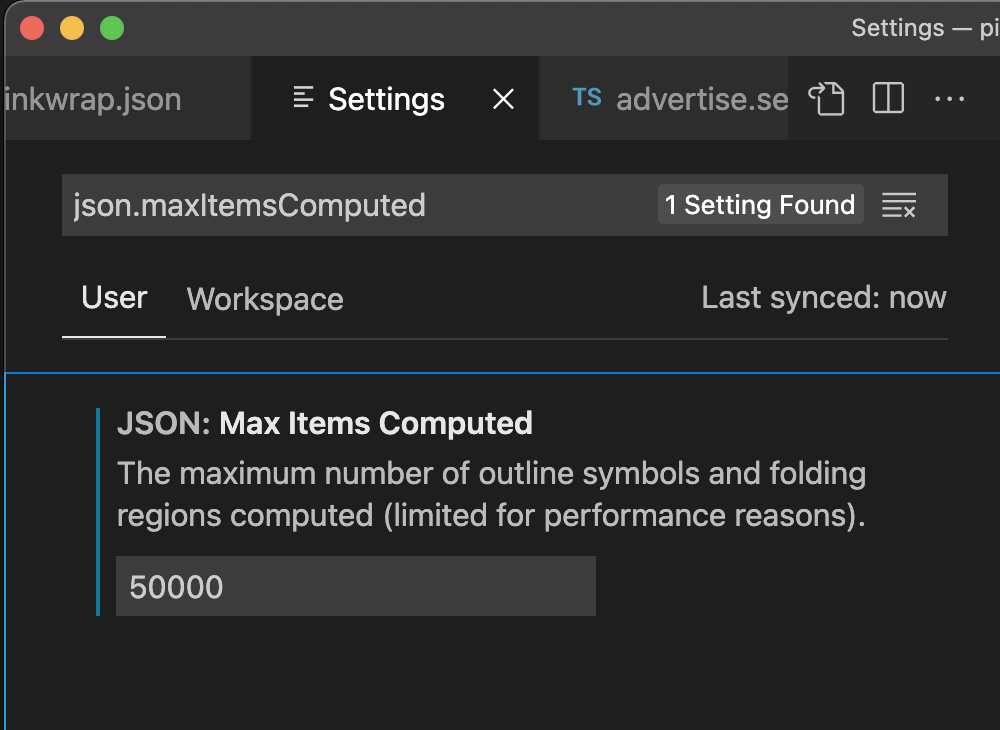 Settings — pi
inkwrap.json
Settings
TS advertise.se
json.maxItemsComputed
1 Setting Found
User
Workspace
Last synced: now
JSON: Max Items Computed
The maximum number of outline symbols and folding
regions computed (limited for performance reasons).
50000